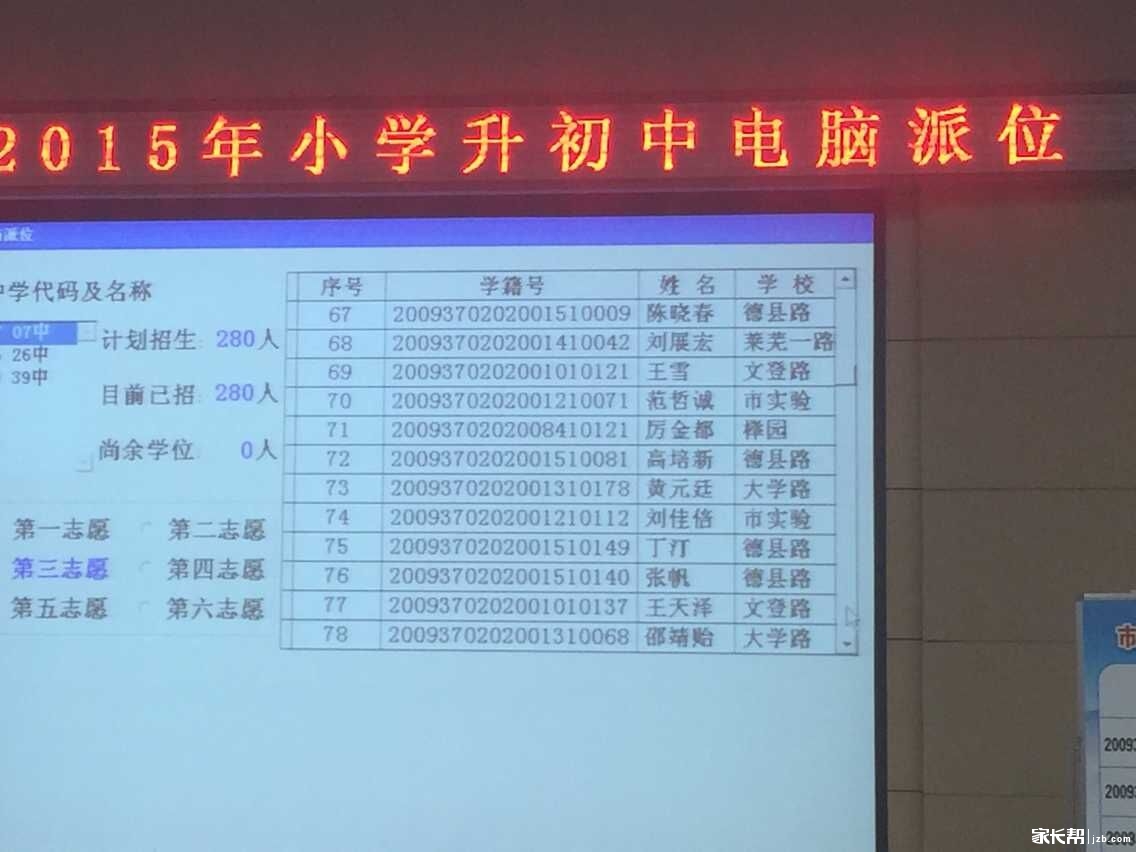 2015年小学升初中电脑派位
派位
中学代码及名称
07中
26中
39中
计划招生: 280人
目前已招: 280人
尚余学位: 0人
第一志愿 第二志愿
第三志愿 第四志愿
第五志愿 第六志愿
序号 学籍号 姓 名 学 校
67 2009370202001510009 陈晓春 德县路
68 2009370202001410042 刘展宏 莱芜一路
69 2009370202001010121 王雪 文登路
70 2009370202001210071 范哲诚 市实验
71 2009370202008410121 厉金都 榉园
72 2009370202001510081 高培新 德县路
73 2009370202001310178 黄元廷 大学路
74 2009370202001210112 刘佳倍 市实验
75 2009370202001510149 丁汀 德县路
76 2009370202001510140 张帆 德县路
77 2009370202001010137 王天泽 文登路
78 2009370202001310068 邵靖贻 大学路
市
20093
20093
20093
家长帮 jzb.com